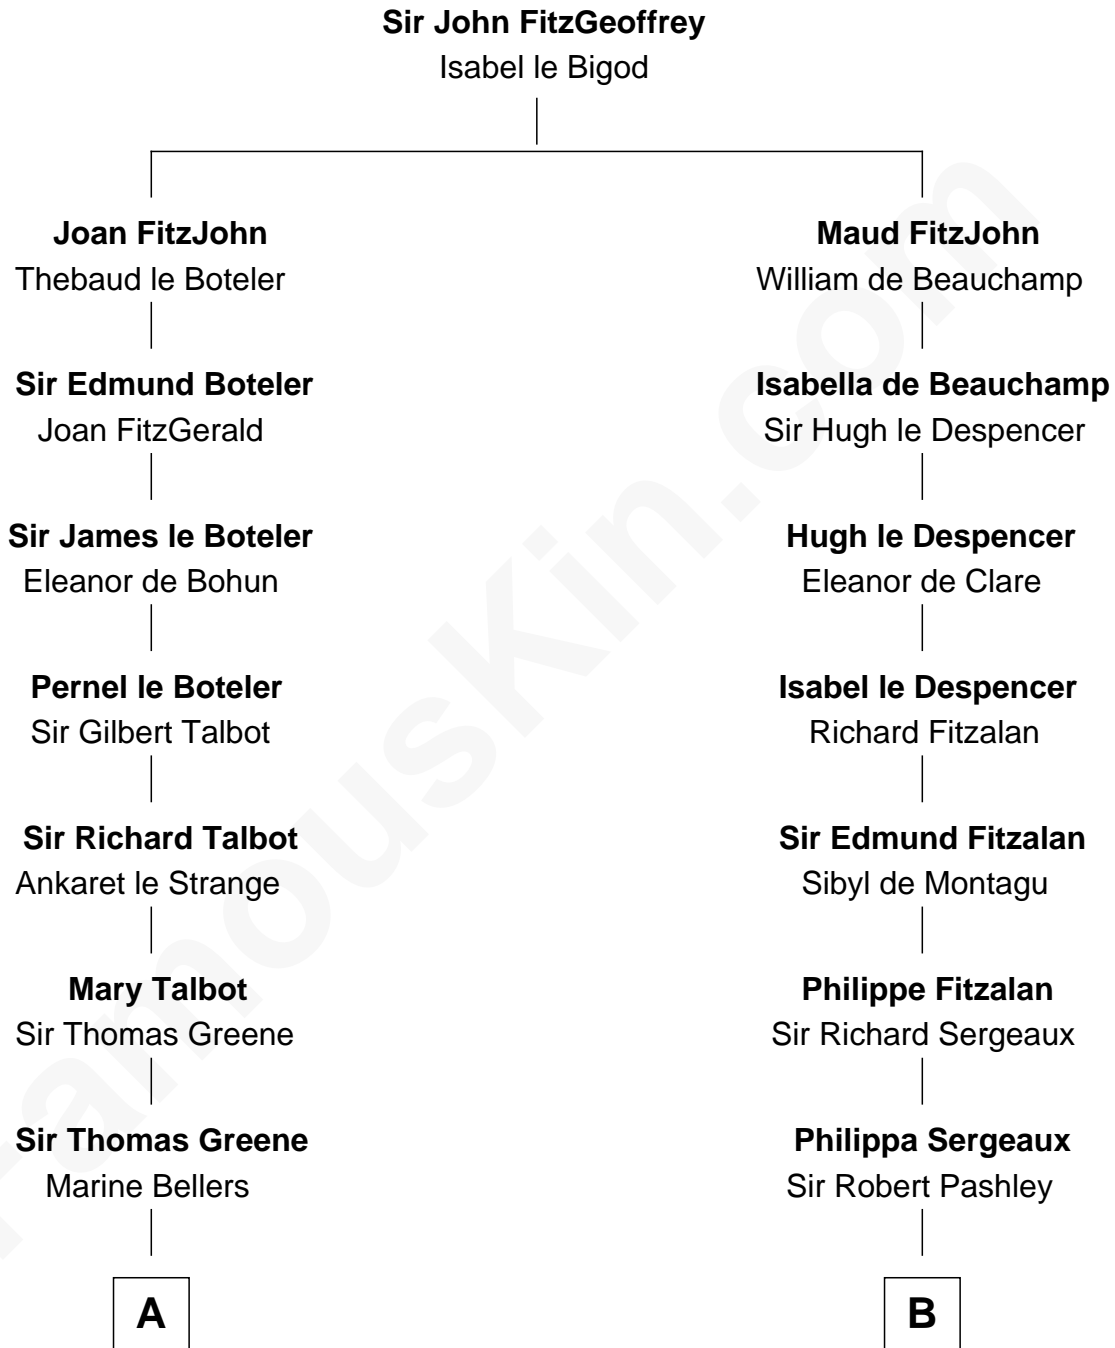 Sir John FitzGeoffrey
Isabel le Bigod
Joan FitzJohn
Thebaud le Boteler
Maud FitzJohn
William de Beauchamp
Sir Edmund Boteler
Joan FitzGerald
Isabella de Beauchamp
Sir Hugh le Despencer
Sir James le Boteler
Eleanor de Bohun
Hugh le Despencer
Eleanor de Clare
Pernel le Boteler
Sir Gilbert Talbot
Isabel le Despencer
Richard Fitzalan
Sir Richard Talbot
Ankaret le Strange
Sir Edmund Fitzalan
Sibyl de Montagu
Mary Talbot
Sir Thomas Greene
Philippe Fitzalan
Sir Richard Sergeaux
Sir Thomas Greene
Marine Bellers
Philippa Sergeaux
Sir Robert Pashley
A
B
FamousKin.com